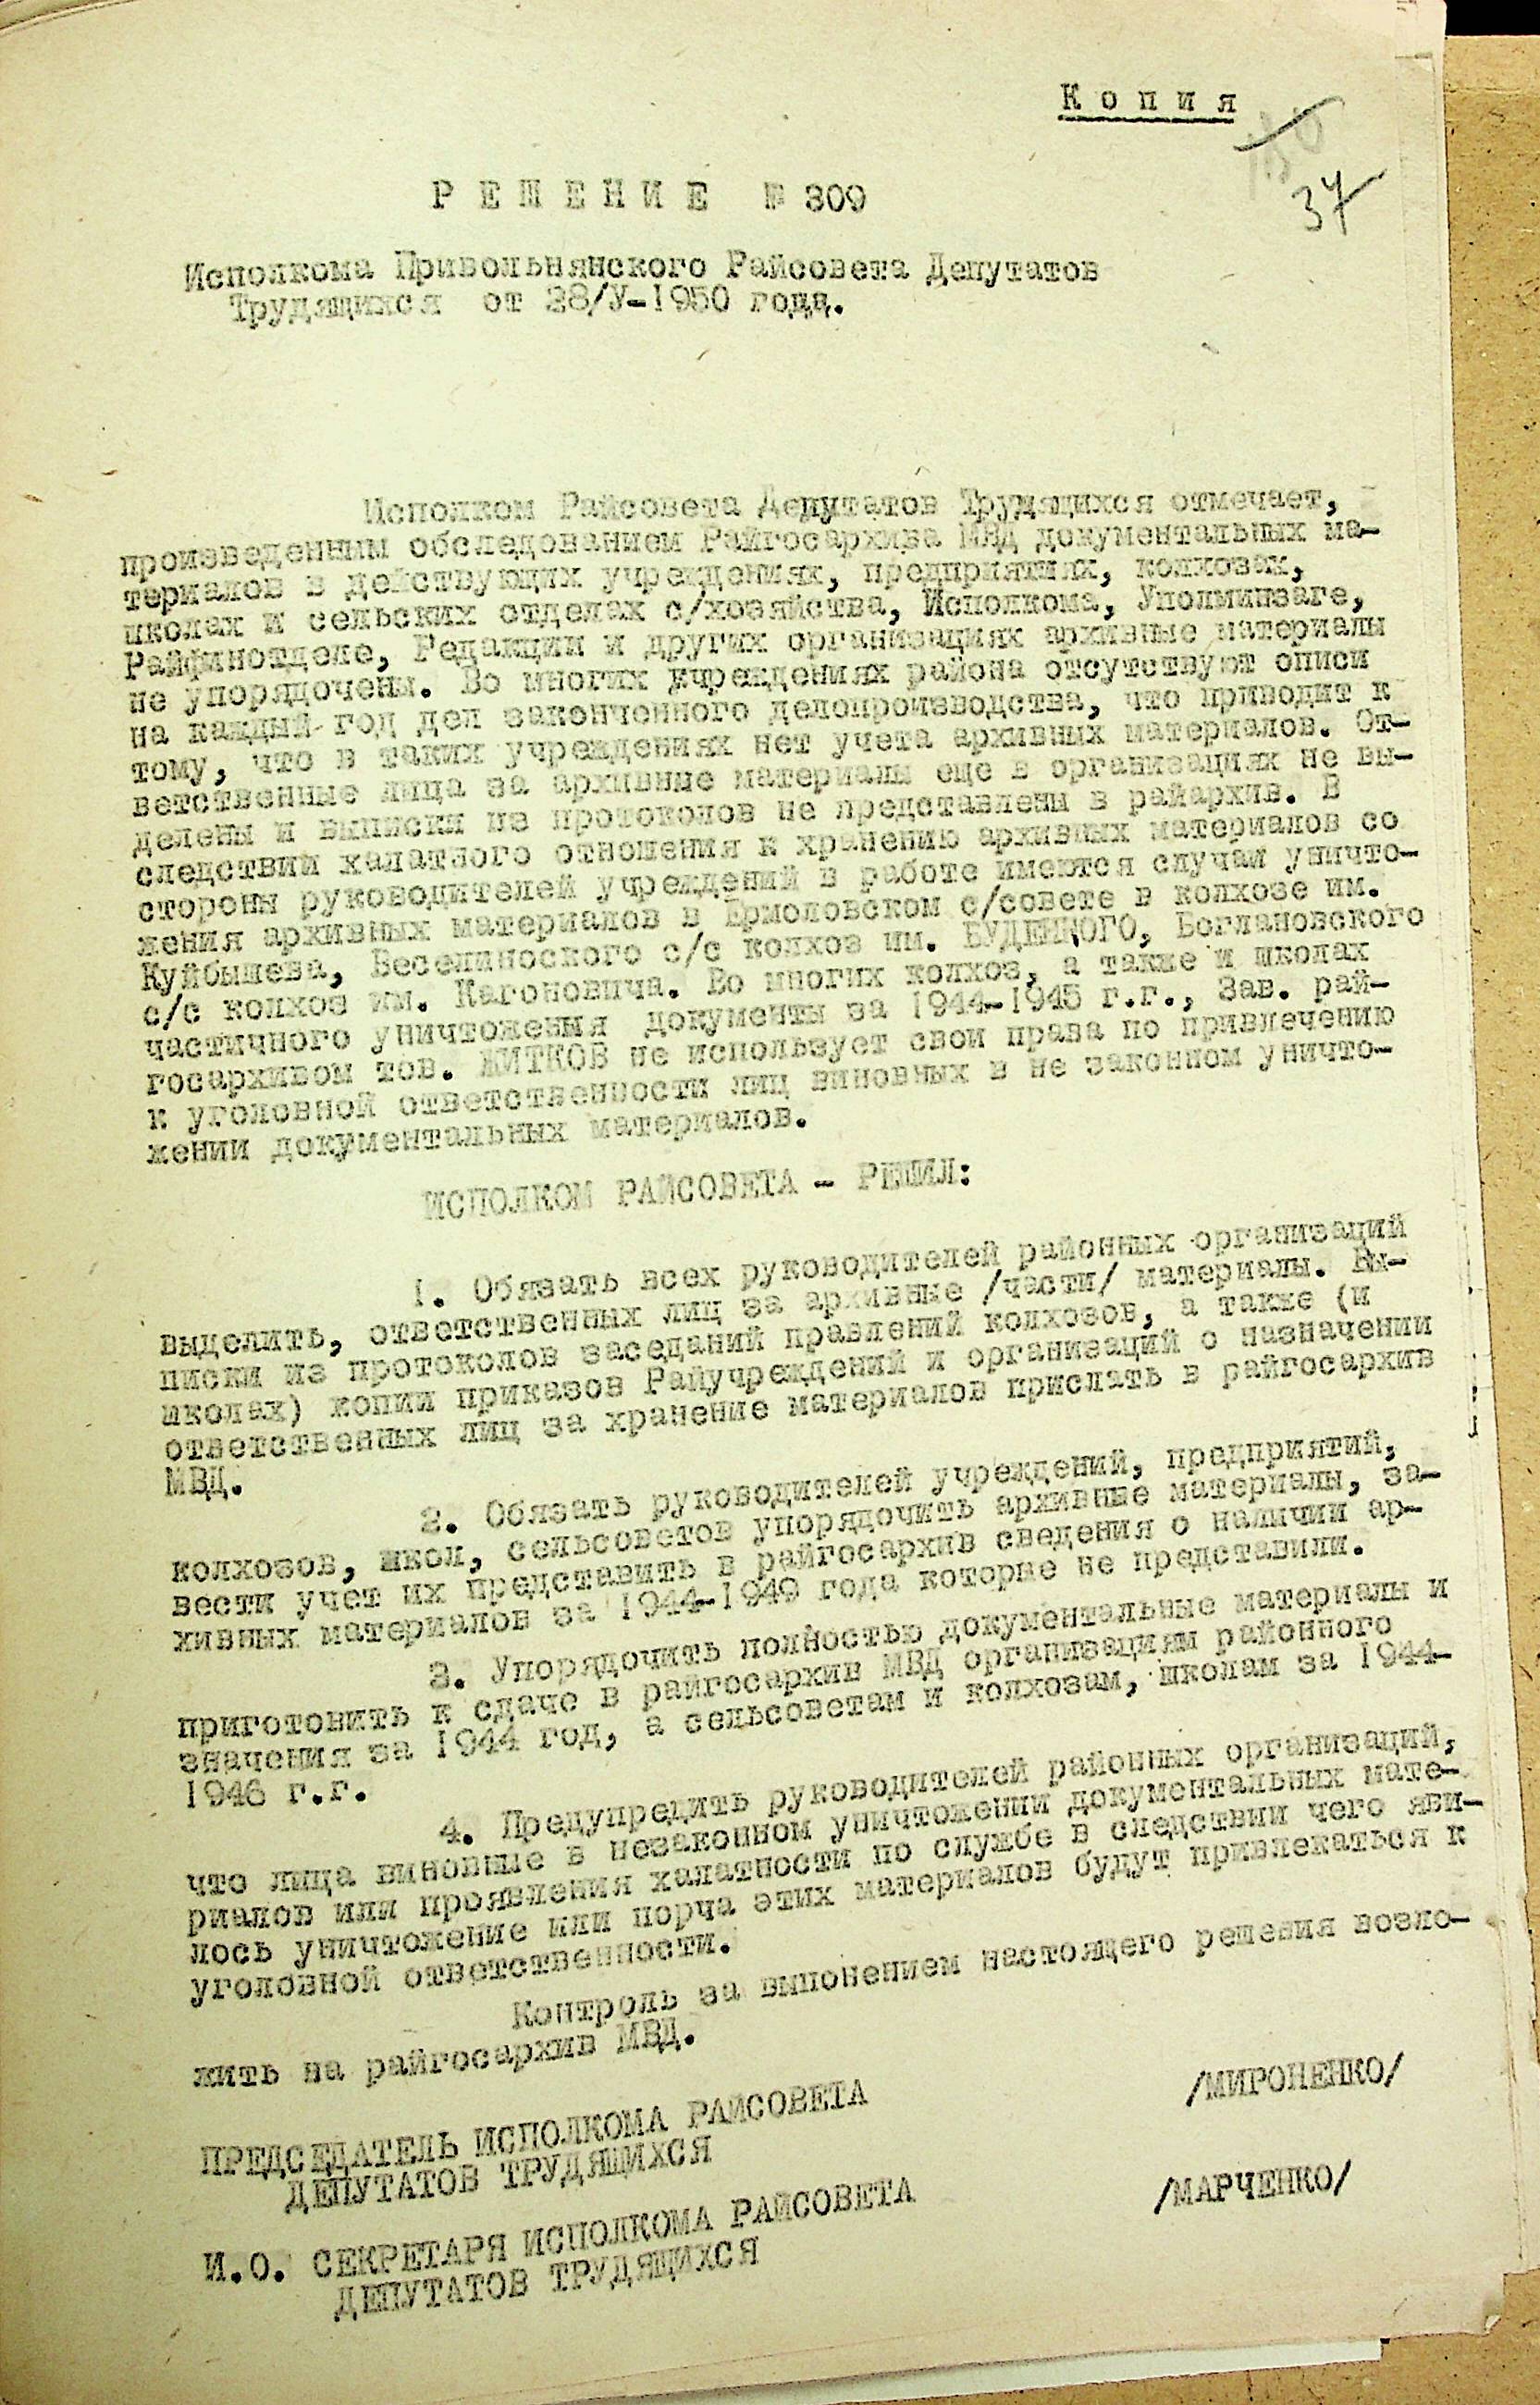 Копия
37
РЕШЕНИЕ № 309
Исполкома Привольнянского Райсовета Депутатов
Трудящихся от 28/У-1950 года.
Исполком Райсовета Депутатов Трудящихся отмечает,
произведенным обследованием Райгосархива МВД документальных ма-
териалов в действующих учреждениях, предприятиях, колхозах,
школах и сельских отделах с/хозяйства, Исполкома, Уполминзаге,
Райфинотделе, Редакции и других организациях архивные материалы
не упорядочены. Во многих учреждениях района отсутствуют описи
на каждый год дел законченного делопроизводства, что приводит к
тому, что в таких учреждениях нет учета архивных материалов. От-
ветственные лица за архивные материалы еще в организациях не вы-
делены и выписки из протоколов не представлены в райархив. В
следствии халатного отношения к хранению архивных материалов со
стороны руководителей учреждений в работе имеются случаи уничто-
жения архивных материалов в Ермоловском с/совете в колхозе им.
Куйбышева, Веселиноского с/с колхоз им. БУДЕННОГО, Богдановского
с/с колхоз им. Кагоновича. Во многих колхоз, а также и школах
частичного уничтожения документы за 1944-1945 г.г., Зав. рай-
госархивом тов. ЖИТКОВ не использует свои права по привлечению
к уголовной ответственности лиц виновных в не законном уничто-
жении документальных материалов.
ИСПОЛКОМ РАЙСОВЕТА - РЕШИЛ:
1. Обязать всех руководителей районных организаций
выделить, ответственных лиц за архивные /части/ материалы. Вы-
писки из протоколов заседаний правлений колхозов, а также (и
школах) копии приказов Райучреждений и организаций о назначении
ответственных лиц за хранение материалов прислать в райгосархив
МВД.
2. Обязать руководителей учреждений, предприятий,
колхозов, школ, сельсоветов упорядочить архивные материалы, за-
вести учет их представить в райгосархив сведения о наличии ар-
хивных материалов за 1944-1949 года которые не представили.
3. Упорядочить полностью документальные материалы и
приготовить к сдаче в райгосархив МВД организациям районного
значения за 1944 год, а сельсоветам и колхозам, школам за 1944-
1946 г.г.
4. Предупредить руководителей районных организаций,
что лица виновные в незаконном уничтожении документальных мате-
риалов или проявления халатности по службе в следствии чего яви-
лось уничтожение или порча этих материалов будут привлекаться к
уголовной ответственности.
Контроль за выпонением настоящего решения возло-
жить на райгосархив МВД.
ПРЕДСЕДАТЕЛЬ ИСПОЛКОМА РАЙСОВЕТА
ДЕПУТАТОВ ТРУДЯЩИХСЯ
/МИРОНЕНКО/
И.О. СЕКРЕТАРЯ ИСПОЛКОМА РАЙСОВЕТА
ДЕПУТАТОВ ТРУДЯЩИХСЯ
/МАРЧЕНКО/